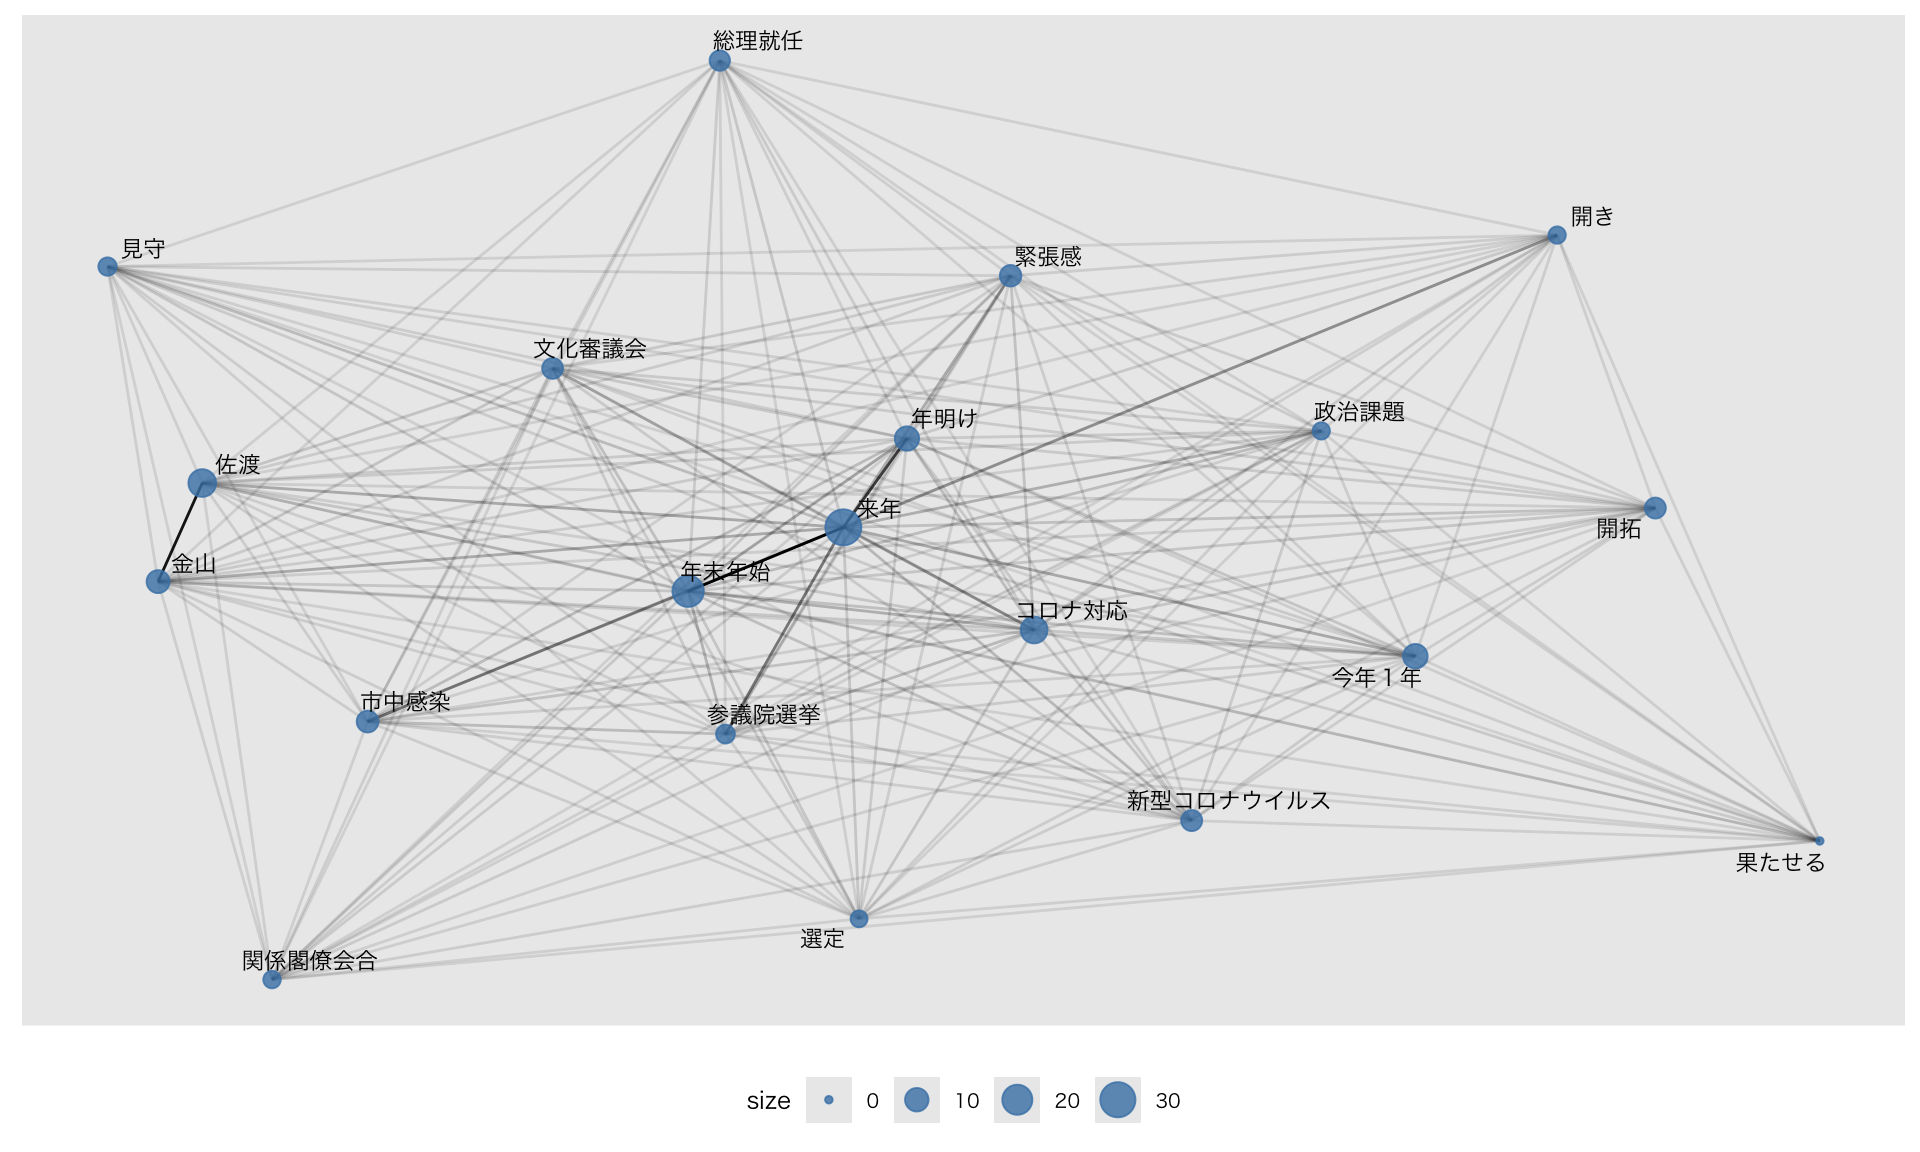 総理就任
開き
見守
緊張感
文化審議会
年明け
政治課題
佐渡
来年
開拓
金山
年末年始
コロナ対応
今年１年
市中感染
参議院選挙
新型コロナウイルス
果たせる
選定
関係閣僚会合
size 0 10 20 30